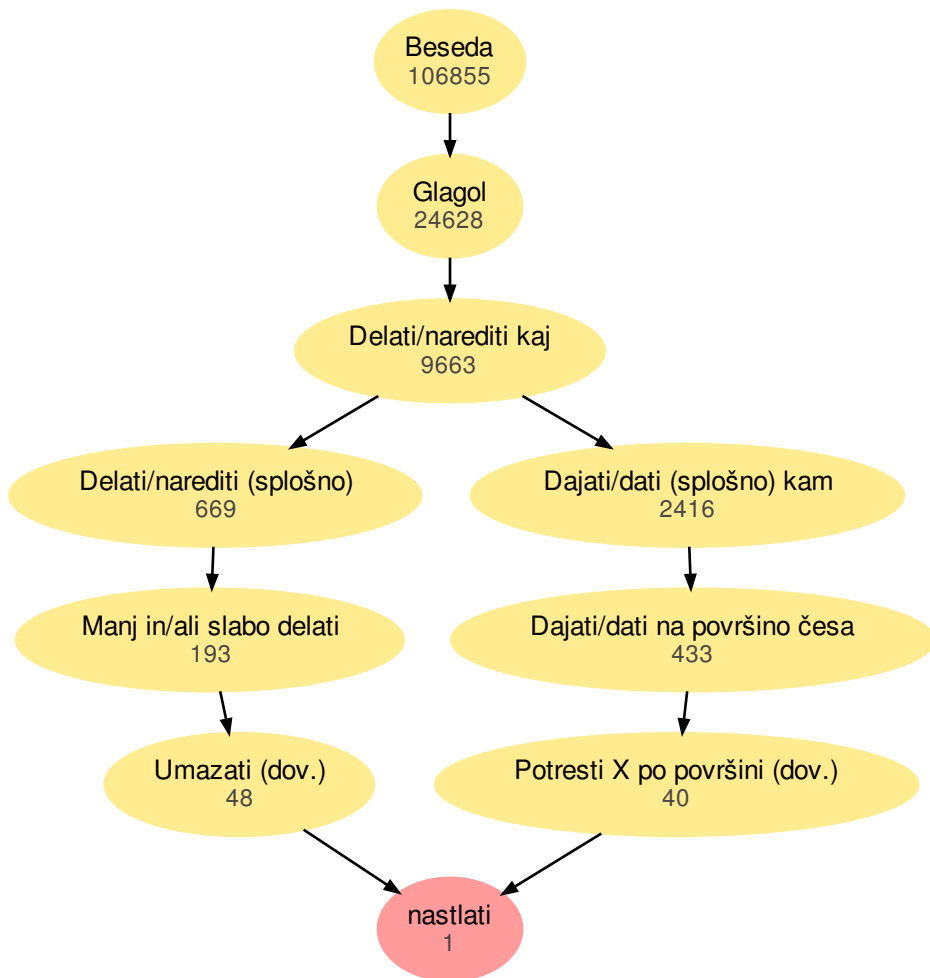 Beseda
106855
Glagol
24628
Delati/narediti kaj
9663
Delati/narediti (splošno)
669
Dajati/dati (splošno) kam
2416
Manj in/ali slabo delati
193
Dajati/dati na površino česa
433
Umazati (dov.)
48
Potresti X po površini (dov.)
40
nastlati
1